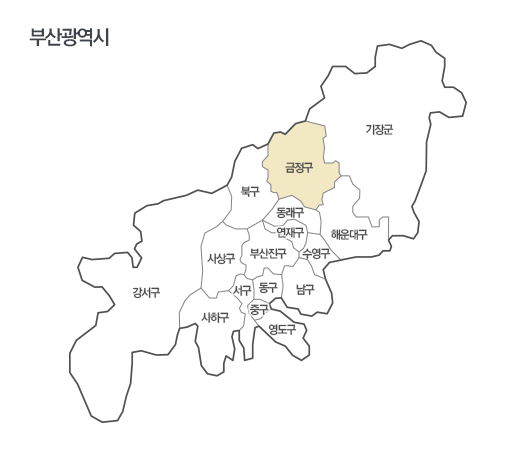 부산광역시
기장군
금정구
북구
동래구
연재구
해운대구
부산진구
수영구
사상구
강서구
서구
동구
남구
중구
사하구
영도구